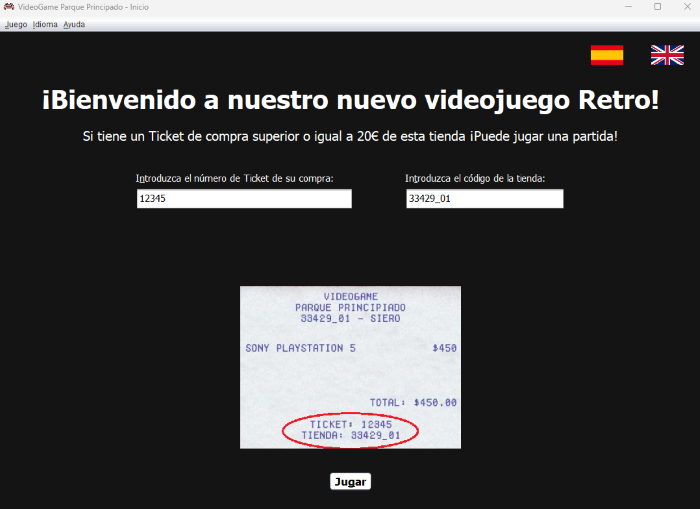 VideoGame Parque Principado - Inicio
Juego Idioma Ayuda
¡Bienvenido a nuestro nuevo videojuego Retro!
Si tiene un Ticket de compra superior o igual a 20€ de esta tienda ¡Puede jugar una partida!
Introduzca el número de Ticket de su compra: Introduzca el código de la tienda:
12345 33429_01
VIDEOGAME
PARQUE PRINCIPIADO
33429_01 - SIERO
SONY PLAYSTATION 5 $450
TOTAL: $450.00
TICKET: 12345
TIENDA: 33429_01
Jugar